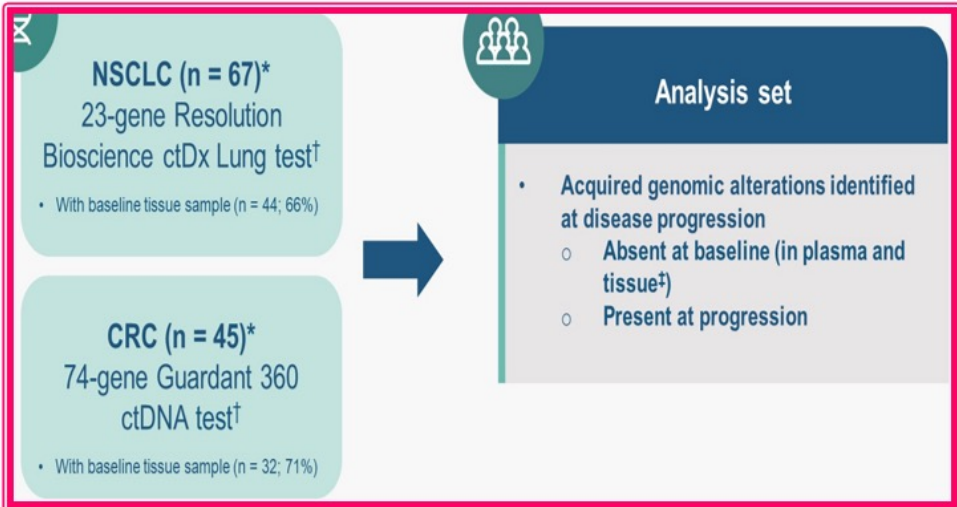 NSCLC (n = 67)*
23-gene Resolution
Bioscience ctDx Lung test†
• With baseline tissue sample (n = 44; 66%)
CRC (n = 45)*
74-gene Guardant 360
ctDNA test†
• With baseline tissue sample (n = 32; 71%)
Analysis set
• Acquired genomic alterations identified
at disease progression
o Absent at baseline (in plasma and
tissue‡)
o Present at progression